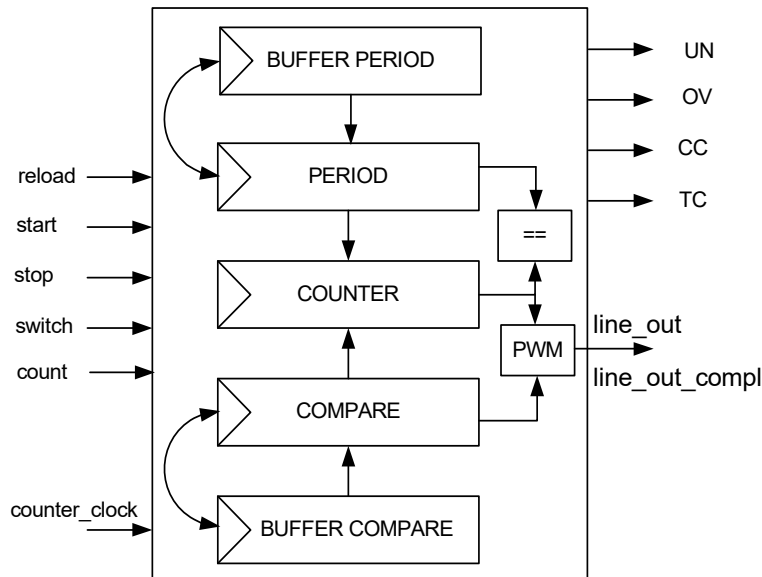 BUFFER PERIOD
UN
OV
CC
TC
reload
PERIOD
start
==
stop
COUNTER
switch
line_out
PWM
count
line_out_compl
COMPARE
counter_clock
BUFFER COMPARE